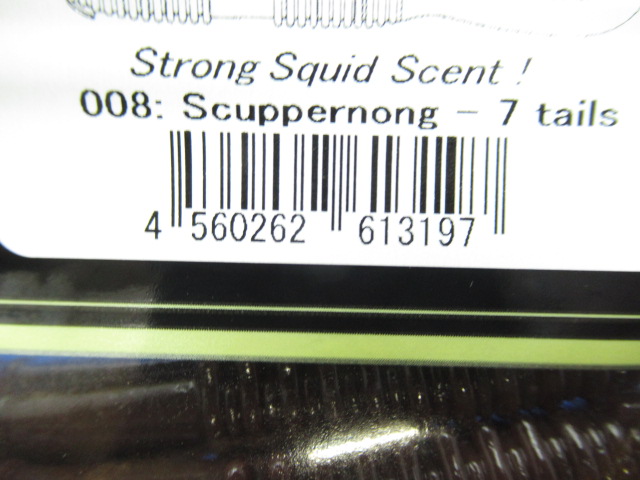 Strong Squid Scent !
008: Scuppernong - 7 tails
4 560262 613197